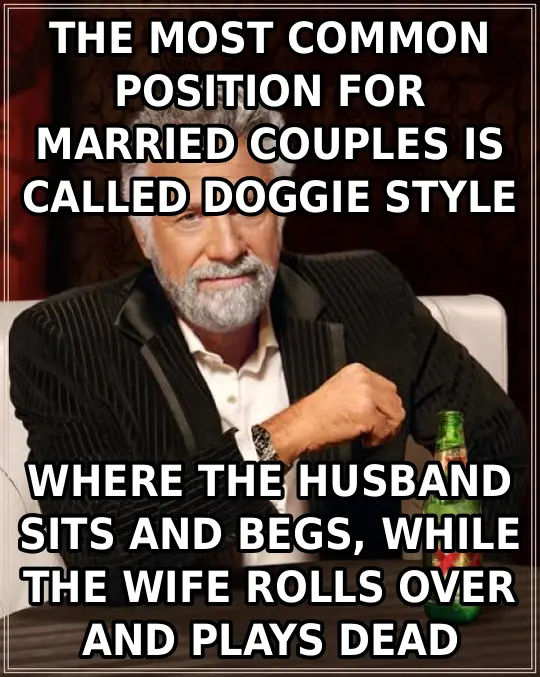 THE MOST COMMON
POSITION FOR
MARRIED COUPLES IS
CALLED DOGGIE STYLE
WHERE THE HUSBAND
SITS AND BEGS, WHILE
THE WIFE ROLLS OVER
AND PLAYS DEAD